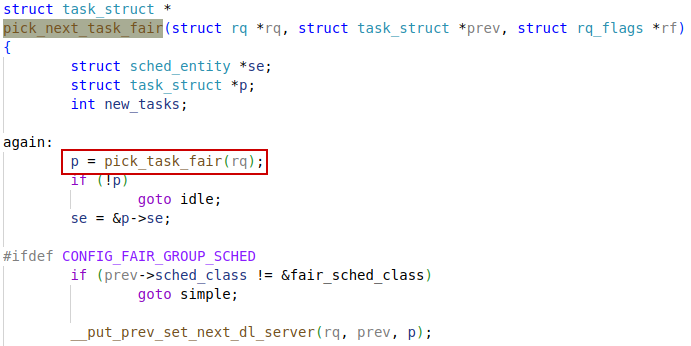 struct task_struct *
pick_next_task_fair(struct rq *rq, struct task_struct *prev, struct rq_flags *rf)
{
struct sched_entity *se;
struct task_struct *p;
int new_tasks;
again:
p = pick_task_fair(rq);
if (!p)
goto idle;
se = &p->se;
#ifdef CONFIG_FAIR_GROUP_SCHED
if (prev->sched_class != &fair_sched_class)
goto simple;
__put_prev_set_next_dl_server(rq, prev, p);